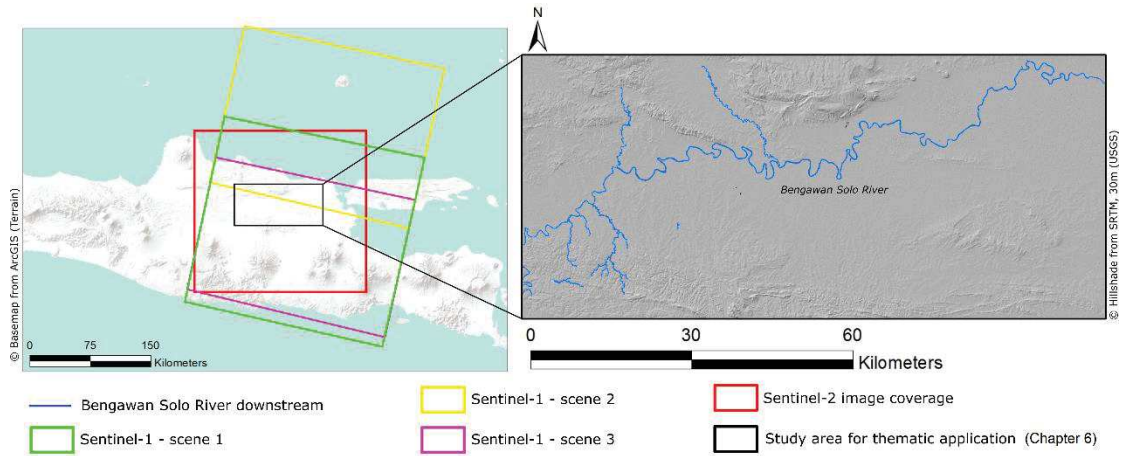 N
© Basemap from ArcGIS (Terrain)
0 75 150
Kilometers
Bengawan Solo River
© Hillshade from SRTM, 30m (USGS)
0 30 60
Kilometers
Bengawan Solo River downstream
Sentinel-1 - scene 1
Sentinel-1 - scene 2
Sentinel-1 - scene 3
Sentinel-2 image coverage
Study area for thematic application (Chapter 6)